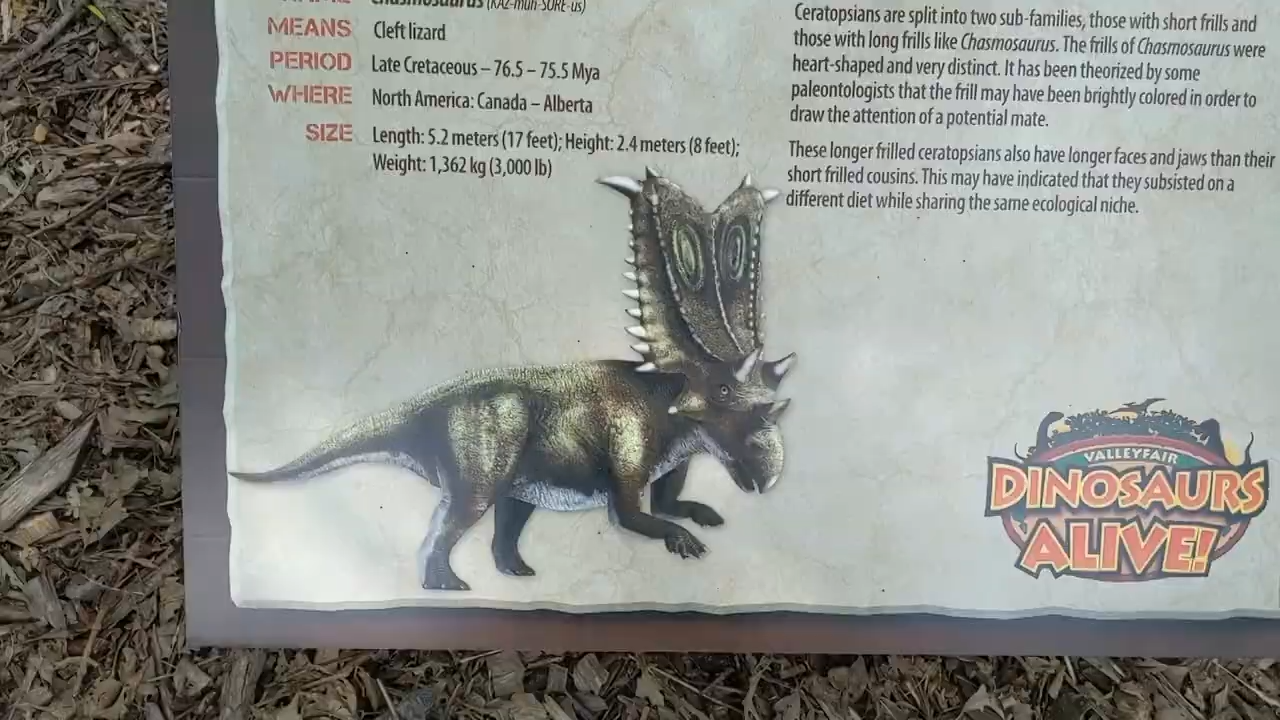 Chasmosaurus (KAZ-muh-SORE-us)
MEANS Cleft lizard
PERIOD Late Cretaceous – 76.5 – 75.5 Mya
WHERE North America: Canada – Alberta
SIZE Length: 5.2 meters (17 feet); Height: 2.4 meters (8 feet);
Weight: 1,362 kg (3,000 lb)
Ceratopsians are split into two sub-families, those with short frills and
those with long frills like Chasmosaurus. The frills of Chasmosaurus were
heart-shaped and very distinct. It has been theorized by some
paleontologists that the frill may have been brightly colored in order to
draw the attention of a potential mate.
These longer frilled ceratopsians also have longer faces and jaws than their
short frilled cousins. This may have indicated that they subsisted on a
different diet while sharing the same ecological niche.
VALLEYFAIR
DINOSAURS
ALIVE!